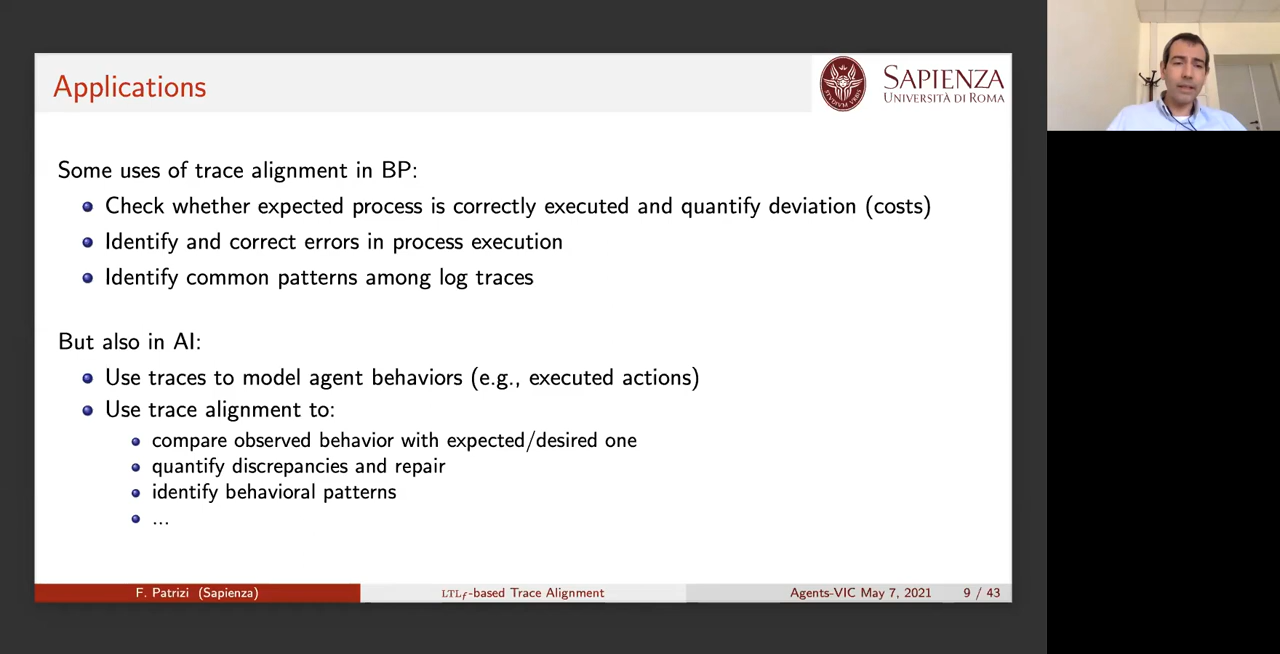 Applications
SAPIENZA
UNIVERSITÀ DI ROMA
Some uses of trace alignment in BP:
Check whether expected process is correctly executed and quantify deviation (costs)
Identify and correct errors in process execution
Identify common patterns among log traces
But also in AI:
Use traces to model agent behaviors (e.g., executed actions)
Use trace alignment to:
compare observed behavior with expected/desired one
quantify discrepancies and repair
identify behavioral patterns
...
F. Patrizi (Sapienza)
LTLf-based Trace Alignment
Agents-VIC May 7, 2021
9 / 43